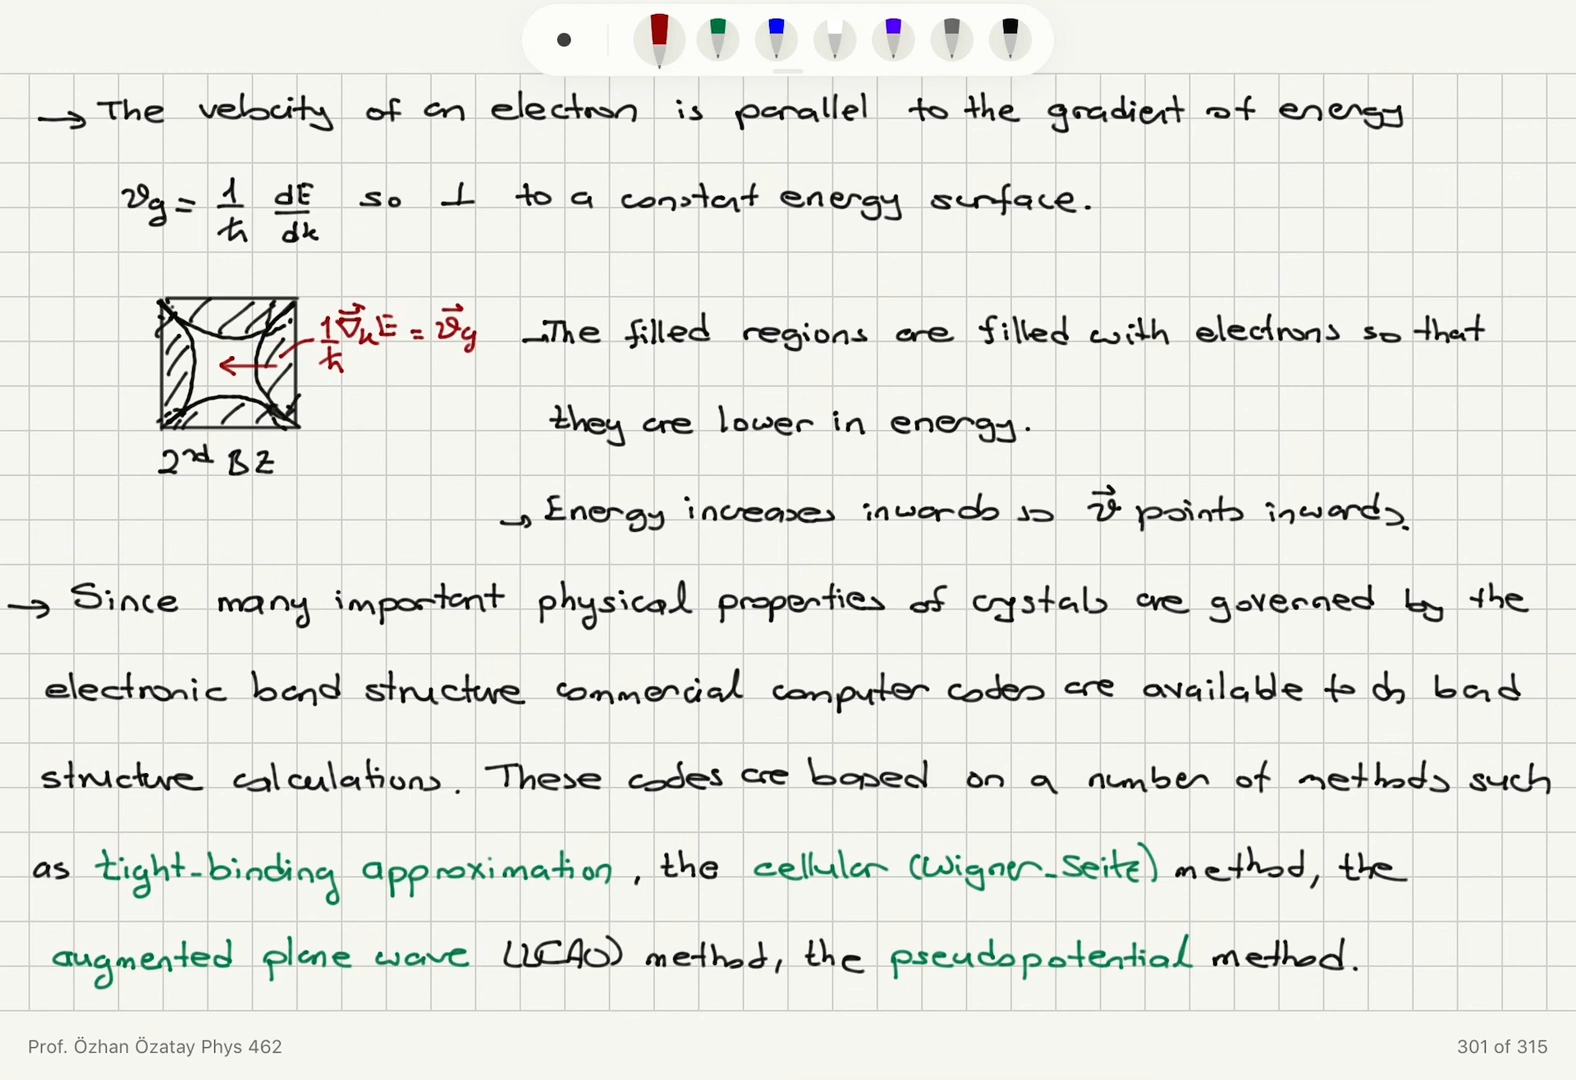 → The velocity of an electron is parallel to the gradient of energy
𝑣g = 1/ħ dE/dk so ⊥ to a constant energy surface.
1/ħ ∇⃗ₖE = 𝑣⃗g
→ The filled regions are filled with electrons so that
they are lower in energy.
2nd BZ
→ Energy increases inwards so 𝑣⃗ points inwards.
→ Since many important physical properties of crystals are governed by the
electronic band structure commercial computer codes are available to do band
structure calculations. These codes are based on a number of methods such
as tight-binding approximation, the cellular (Wigner-Seitz) method, the
augmented plane wave (LCAO) method, the pseudopotential method.
Prof. Özhan Özatay Phys 462
301 of 315